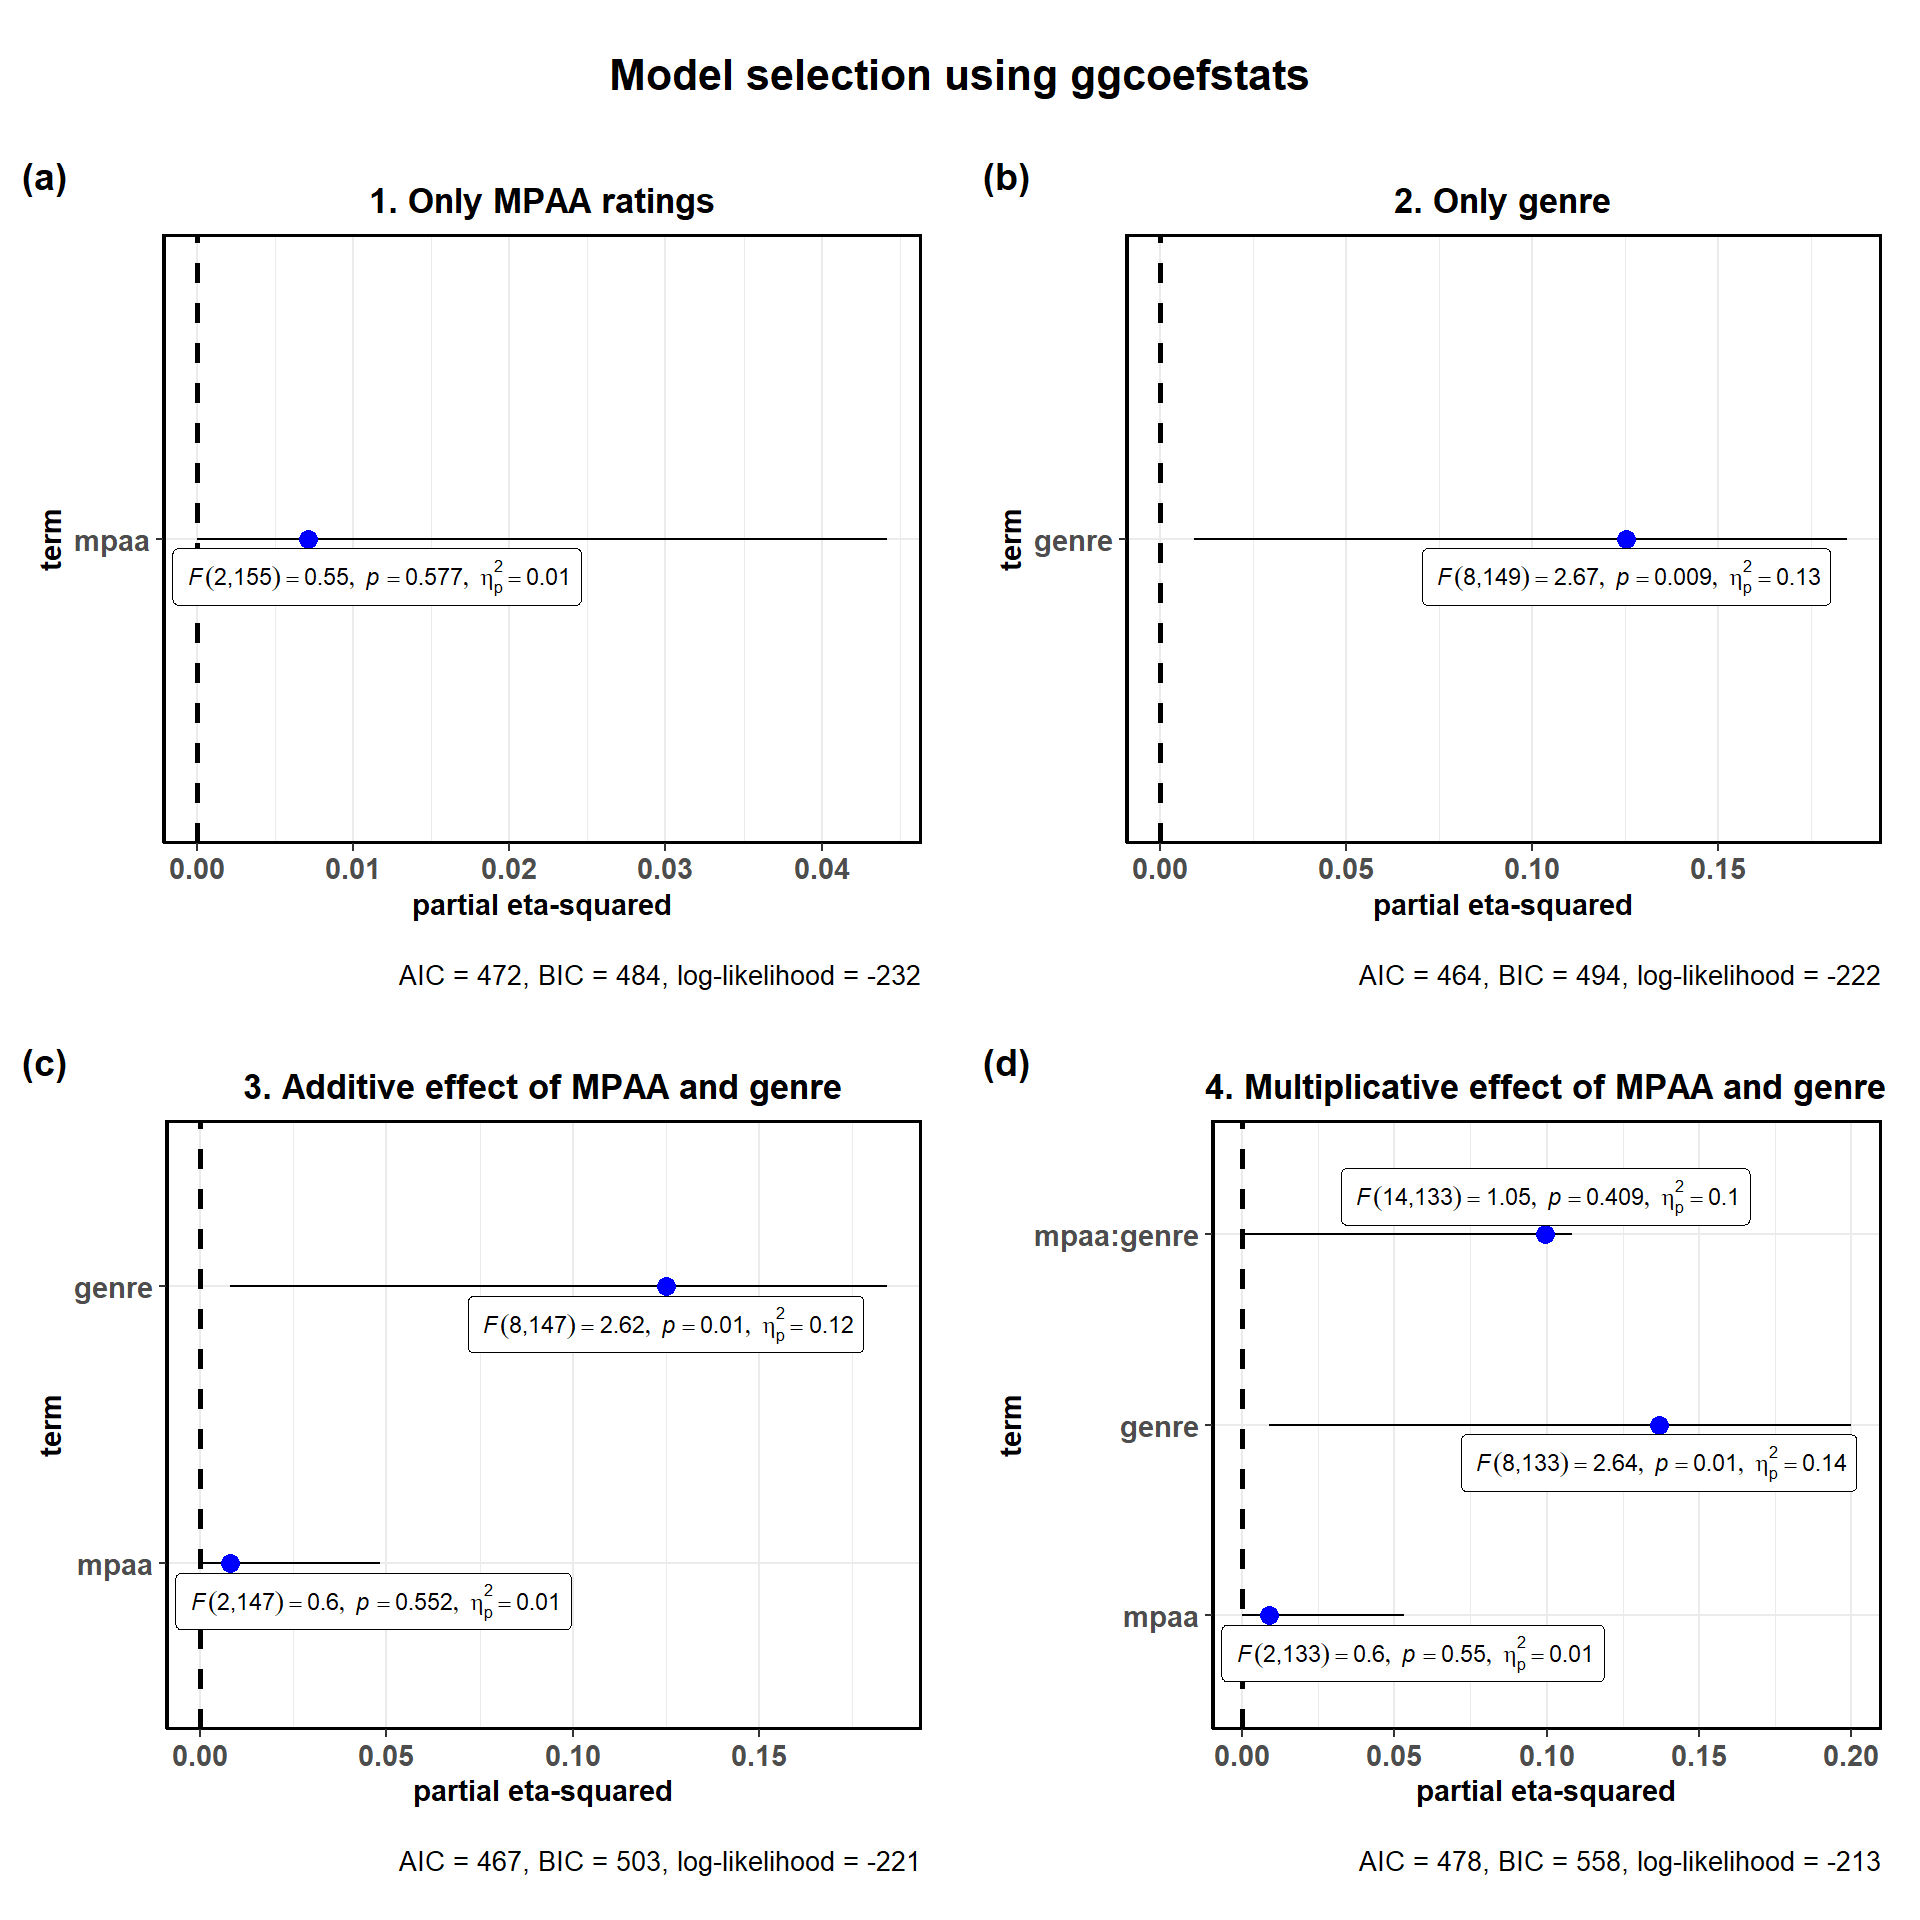 Model selection using ggcoefstats
(a)
1. Only MPAA ratings
term
mpaa
F(2,155) = 0.55, p = 0.577, η²ₚ = 0.01
0.00 0.01 0.02 0.03 0.04
partial eta-squared
AIC = 472, BIC = 484, log-likelihood = -232
(b)
2. Only genre
term
genre
F(8,149) = 2.67, p = 0.009, η²ₚ = 0.13
0.00 0.05 0.10 0.15
partial eta-squared
AIC = 464, BIC = 494, log-likelihood = -222
(c)
3. Additive effect of MPAA and genre
genre
F(8,147) = 2.62, p = 0.01, η²ₚ = 0.12
term
mpaa
F(2,147) = 0.6, p = 0.552, η²ₚ = 0.01
0.00 0.05 0.10 0.15
partial eta-squared
AIC = 467, BIC = 503, log-likelihood = -221
(d)
4. Multiplicative effect of MPAA and genre
F(14,133) = 1.05, p = 0.409, η²ₚ = 0.1
mpaa:genre
term
genre
F(8,133) = 2.64, p = 0.01, η²ₚ = 0.14
mpaa
F(2,133) = 0.6, p = 0.55, η²ₚ = 0.01
0.00 0.05 0.10 0.15 0.20
partial eta-squared
AIC = 478, BIC = 558, log-likelihood = -213